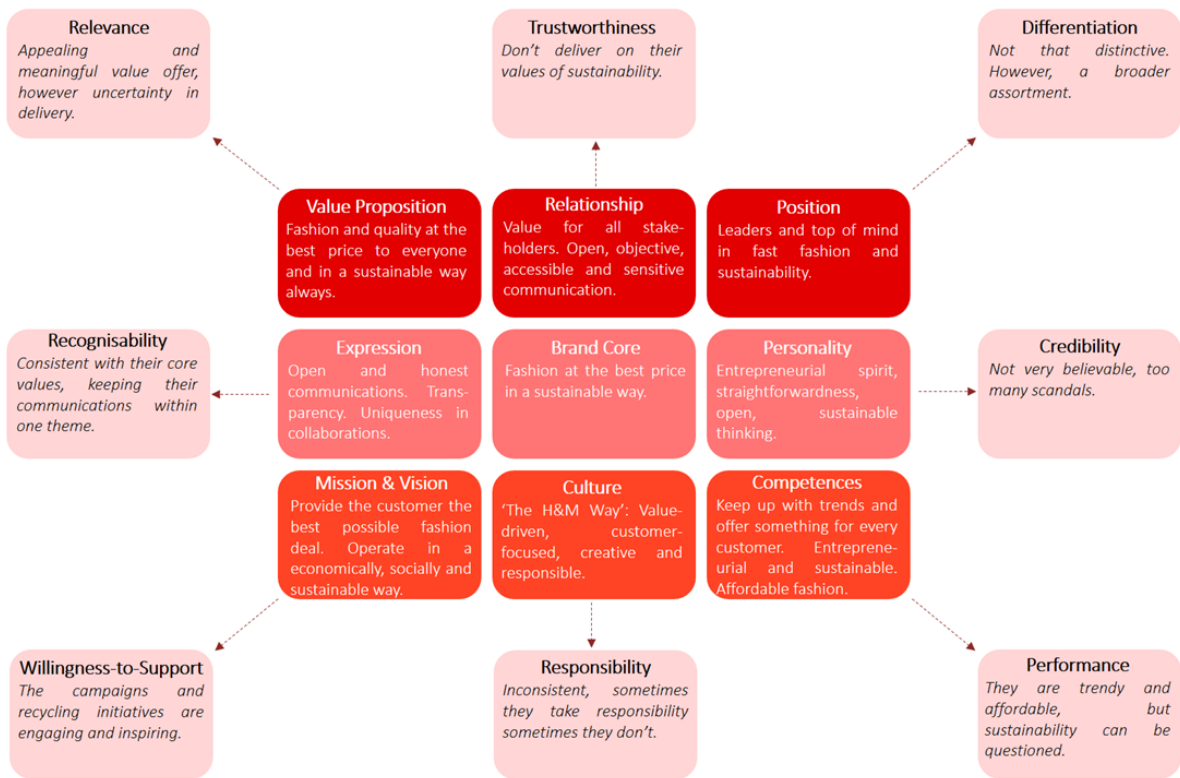 Relevance
Appealing and
meaningful value offer,
however uncertainty in
delivery.
Trustworthiness
Don’t deliver on their
values of sustainability.
Differentiation
Not that distinctive.
However, a broader
assortment.
Value Proposition
Fashion and quality at the
best price to everyone
and in a sustainable way
always.
Relationship
Value for all stake-
holders. Open, objective,
accessible and sensitive
communication.
Position
Leaders and top of mind
in fast fashion and
sustainability.
Recognisability
Consistent with their core
values, keeping their
communications within
one theme.
Expression
Open and honest
communications. Trans-
parency. Uniqueness in
collaborations.
Brand Core
Fashion at the best price
in a sustainable way.
Personality
Entrepreneurial spirit,
straightforwardness,
open, sustainable
thinking.
Credibility
Not very believable, too
many scandals.
Mission & Vision
Provide the customer the
best possible fashion
deal. Operate in a
economically, socially and
sustainable way.
Culture
‘The H&M Way’: Value-
driven, customer-
focused, creative and
responsible.
Competences
Keep up with trends and
offer something for every
customer. Entreprene-
urial and sustainable.
Affordable fashion.
Willingness-to-Support
The campaigns and
recycling initiatives are
engaging and inspiring.
Responsibility
Inconsistent, sometimes
they take responsibility
sometimes they don’t.
Performance
They are trendy and
affordable, but
sustainability can be
questioned.